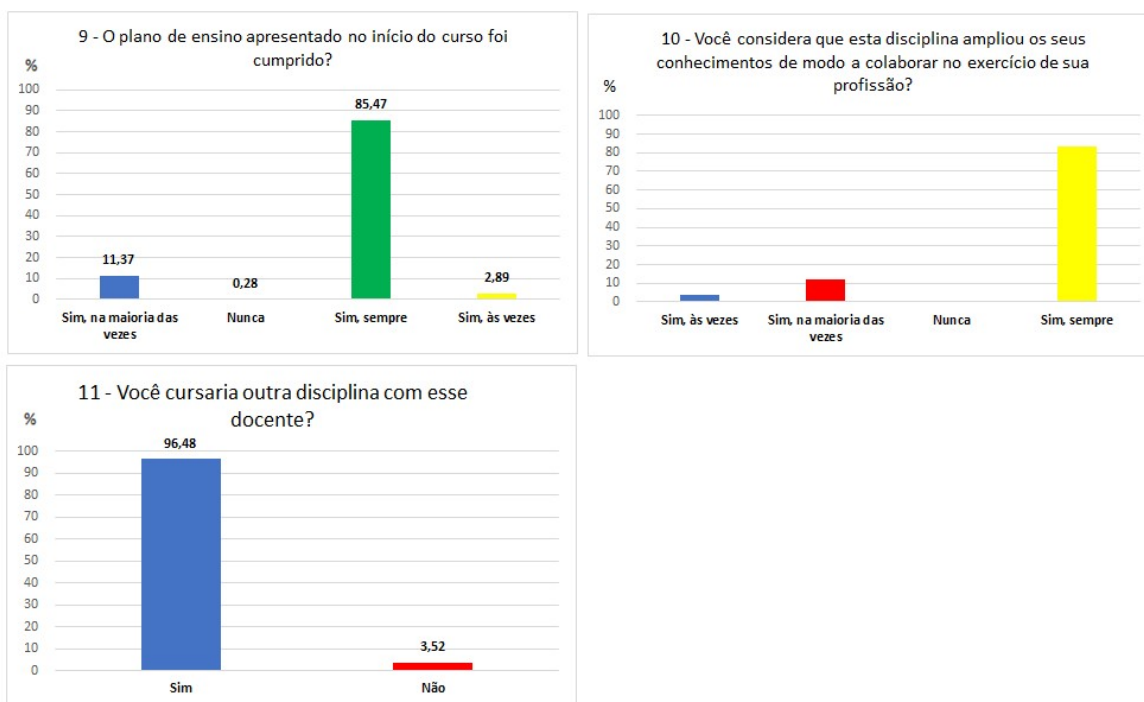 9 - O plano de ensino apresentado no início do curso foi
cumprido?
%
100
90
80
70
60
50
40
30
20
10
0
11,37
0,28
85,47
2,89
Sim, na maioria das
vezes
Nunca
Sim, sempre
Sim, às vezes
10 - Você considera que esta disciplina ampliou os seus
conhecimentos de modo a colaborar no exercício de sua
profissão?
%
100
90
80
70
60
50
40
30
20
10
0
Sim, às vezes
Sim, na maioria das
vezes
Nunca
Sim, sempre
11 - Você cursaria outra disciplina com esse
docente?
%
100
90
80
70
60
50
40
30
20
10
0
96,48
3,52
Sim
Não